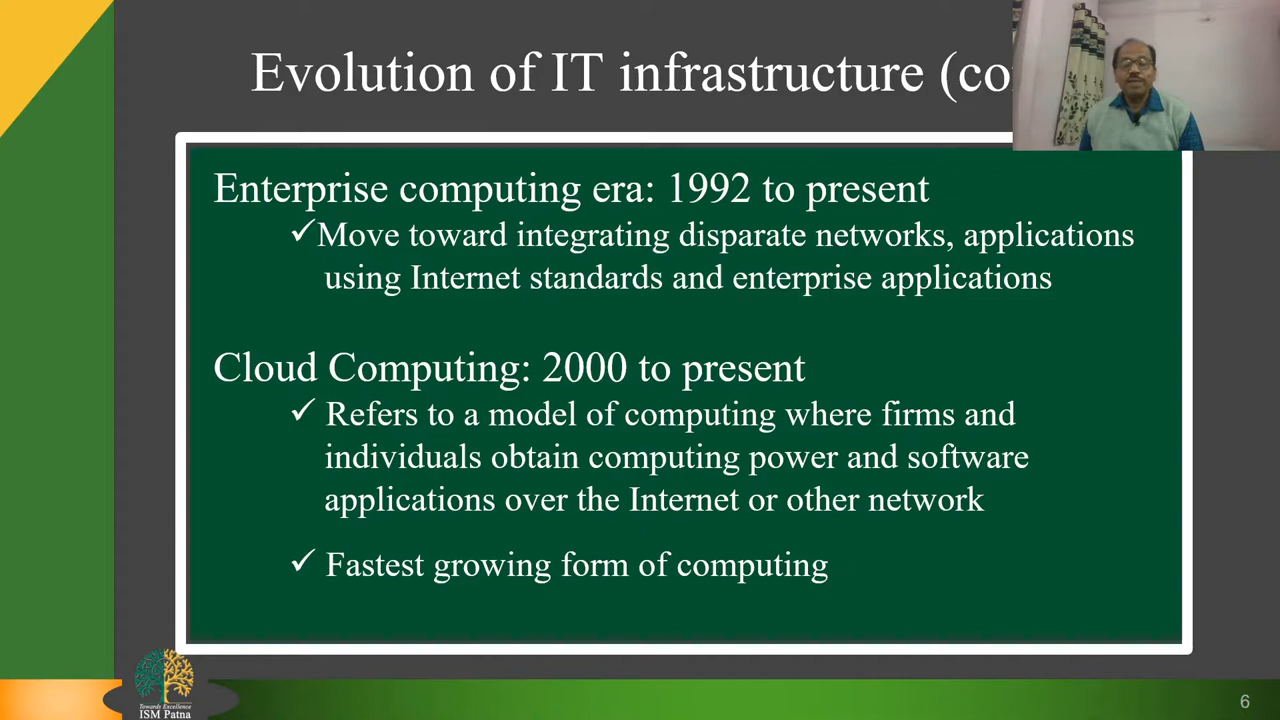 Evolution of IT infrastructure (co
Enterprise computing era: 1992 to present
✓Move toward integrating disparate networks, applications
using Internet standards and enterprise applications
Cloud Computing: 2000 to present
✓ Refers to a model of computing where firms and
individuals obtain computing power and software
applications over the Internet or other network
✓ Fastest growing form of computing
Towards Excellence
ISM Patna
6